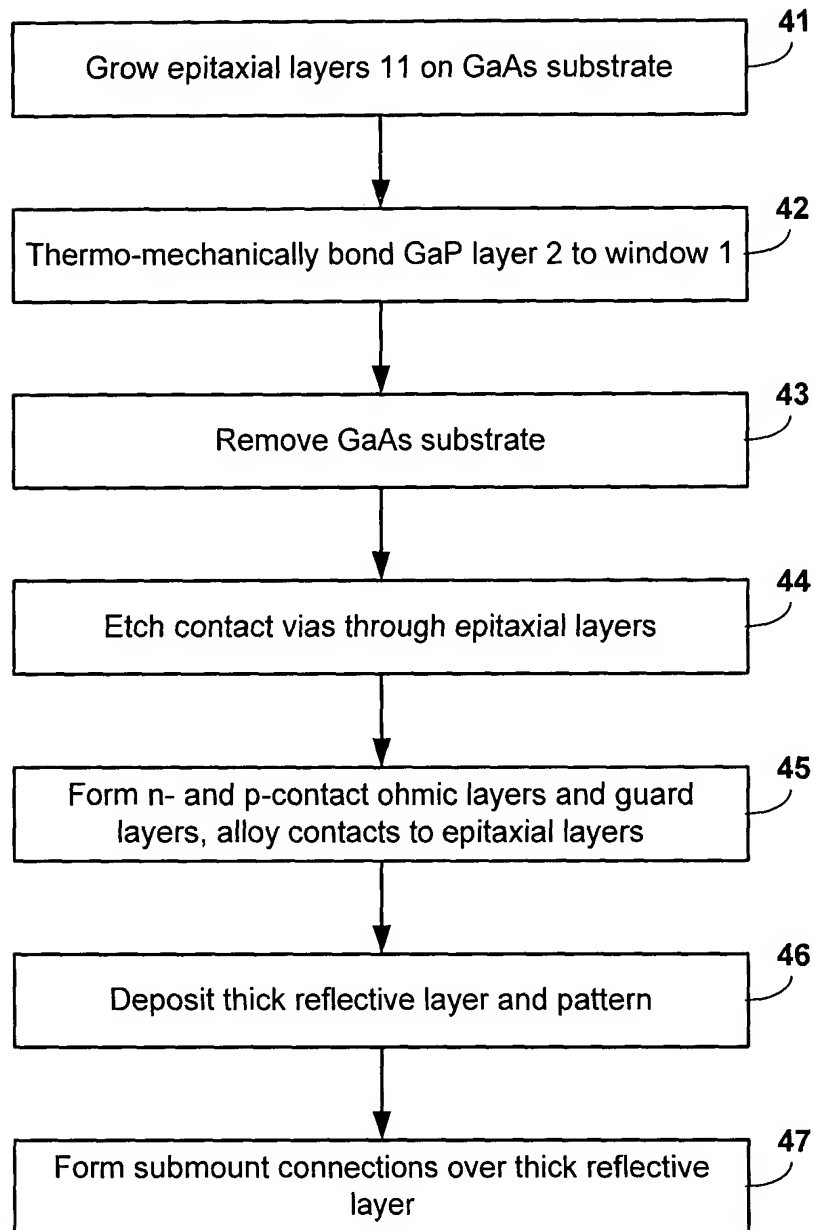 41
Grow epitaxial layers 11 on GaAs substrate
42
Thermo-mechanically bond GaP layer 2 to window 1
43
Remove GaAs substrate
44
Etch contact vias through epitaxial layers
45
Form n- and p-contact ohmic layers and guard
layers, alloy contacts to epitaxial layers
46
Deposit thick reflective layer and pattern
47
Form submount connections over thick reflective
layer